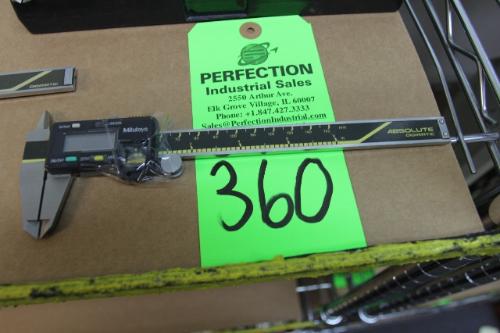 PERFECTION
Industrial Sales
2550 Arthur Ave.
Elk Grove Village, IL 60007
Phone: +1.847.427.3333
Sales@PerfectionIndustrial.com
Mitutoyo
ABSOLUTE
DIGIMATIC
360